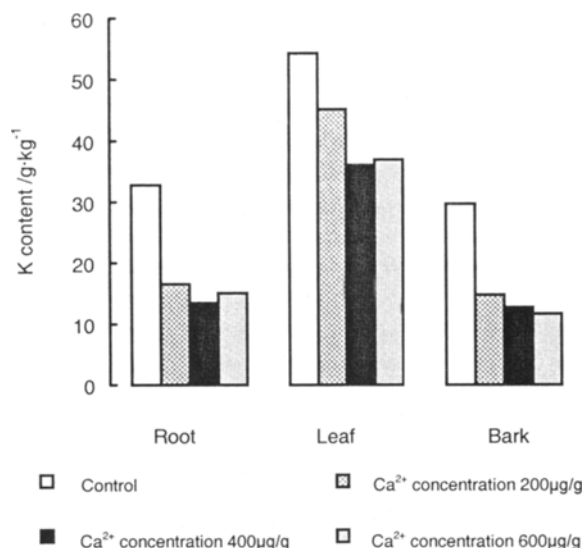 60
50
40
30
20
10
0
K content /g·kg⁻¹
Root Leaf Bark
Control
Ca²⁺ concentration 200µg/g
Ca²⁺ concentration 400µg/g
Ca²⁺ concentration 600µg/g